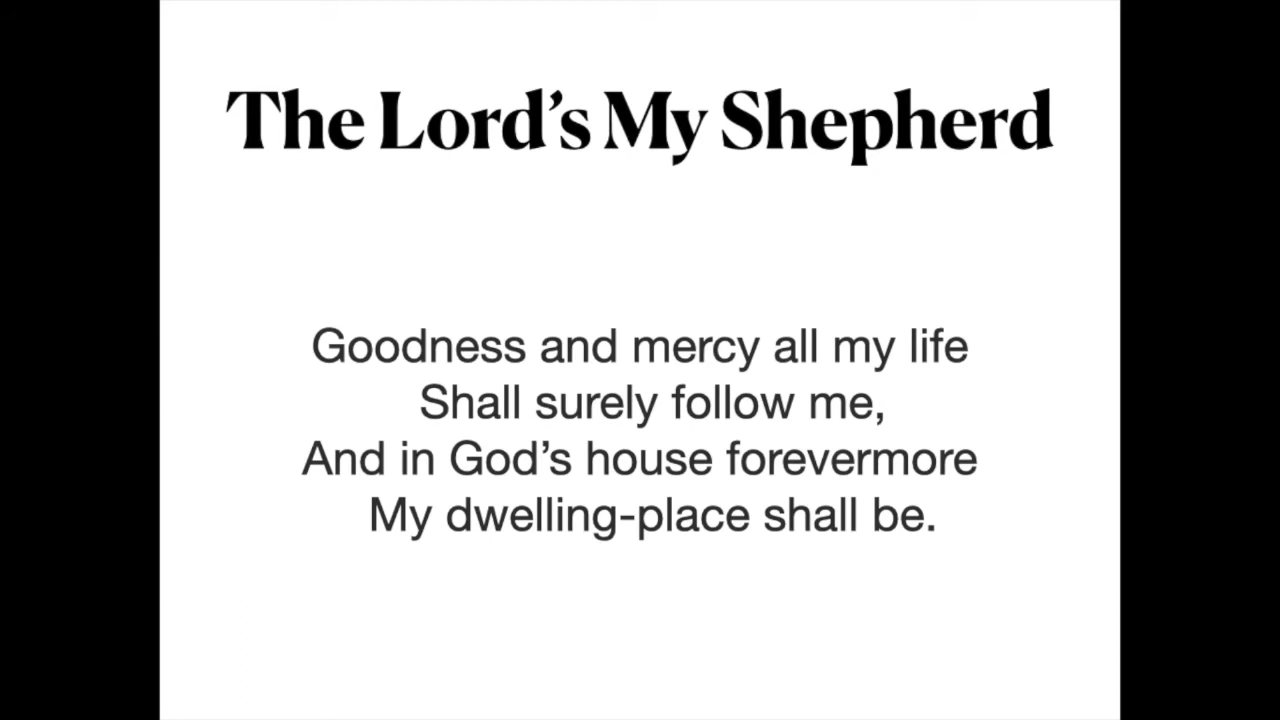 The Lord’s My Shepherd
Goodness and mercy all my life
Shall surely follow me,
And in God’s house forevermore
My dwelling-place shall be.